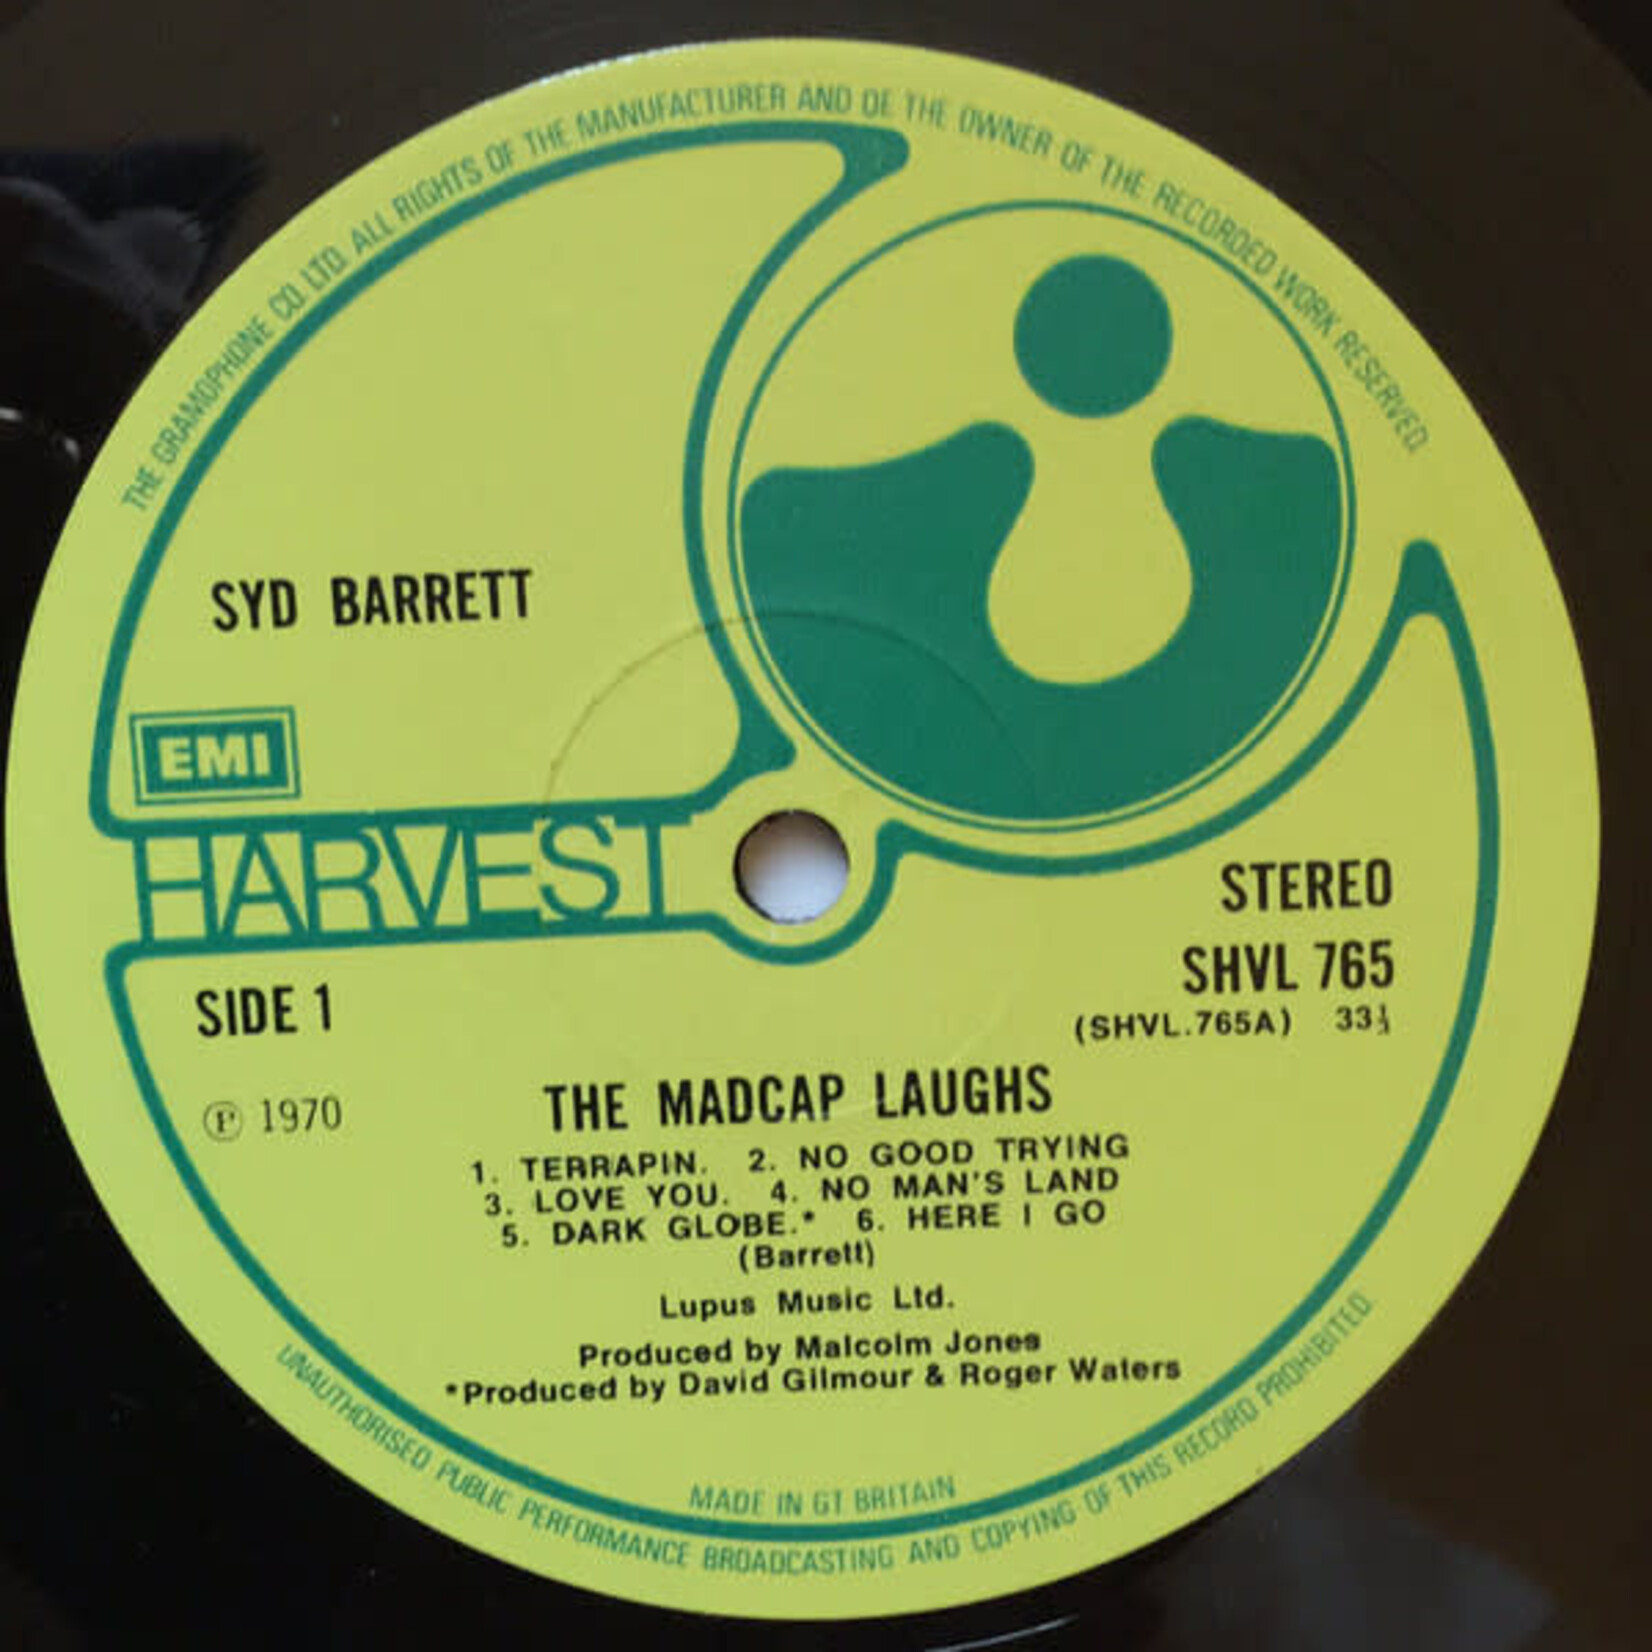 THE GRAMOPHONE CO. LTD. ALL RIGHTS OF THE MANUFACTURER AND OE THE OWNER OF THE RECORDED WORK RESERVED.
SYD BARRETT
EMI
HARVEST
STEREO
SHVL 765
(SHVL.765A) 33⅓
SIDE 1
℗ 1970
THE MADCAP LAUGHS
1. TERRAPIN. 2. NO GOOD TRYING
3. LOVE YOU. 4. NO MAN'S LAND
5. DARK GLOBE.* 6. HERE I GO
(Barrett)
Lupus Music Ltd.
Produced by Malcolm Jones
*Produced by David Gilmour & Roger Waters
MADE IN GT BRITAIN
UNAUTHORISED PUBLIC PERFORMANCE BROADCASTING AND COPYING OF THIS RECORD PROHIBITED.